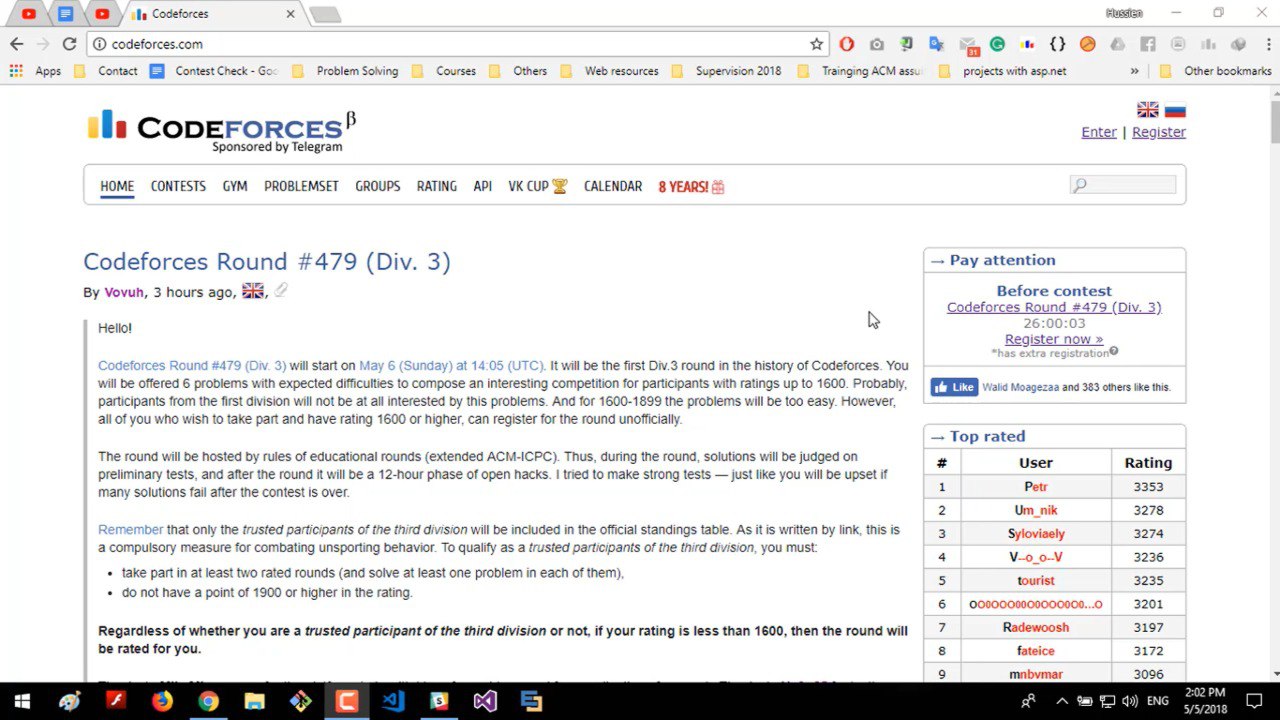 Codeforces
Hussien
codeforces.com
31
Apps
Contact
Contest Check - Goo
Problem Solving
Courses
Others
Web resources
Supervision 2018
Trainging ACM assu
projects with asp.net
»
Other bookmarks
CODEFORCES β
Sponsored by Telegram
Enter | Register
HOME CONTESTS GYM PROBLEMSET GROUPS RATING API VK CUP CALENDAR 8 YEARS!
Codeforces Round #479 (Div. 3)
By Vovuh, 3 hours ago,
Hello!
Codeforces Round #479 (Div. 3) will start on May 6 (Sunday) at 14:05 (UTC). It will be the first Div.3 round in the history of Codeforces. You
will be offered 6 problems with expected difficulties to compose an interesting competition for participants with ratings up to 1600. Probably,
participants from the first division will not be at all interested by this problems. And for 1600-1899 the problems will be too easy. However,
all of you who wish to take part and have rating 1600 or higher, can register for the round unofficially.
The round will be hosted by rules of educational rounds (extended ACM-ICPC). Thus, during the round, solutions will be judged on
preliminary tests, and after the round it will be a 12-hour phase of open hacks. I tried to make strong tests — just like you will be upset if
many solutions fail after the contest is over.
Remember that only the trusted participants of the third division will be included in the official standings table. As it is written by link, this is
a compulsory measure for combating unsporting behavior. To qualify as a trusted participants of the third division, you must:
• take part in at least two rated rounds (and solve at least one problem in each of them),
• do not have a point of 1900 or higher in the rating.
Regardless of whether you are a trusted participant of the third division or not, if your rating is less than 1600, then the round will
be rated for you.
→ Pay attention
Before contest
Codeforces Round #479 (Div. 3)
26:00:03
Register now »
*has extra registration
Like Walid Moagezaa and 383 others like this.
→ Top rated
# User Rating
1 Petr 3353
2 Um_nik 3278
3 Syloviaely 3274
4 V--o_o--V 3236
5 tourist 3235
6 3201
7 Radewoosh 3197
8 fateice 3172
9 mnbvmar 3096
ENG
2:02 PM
5/5/2018